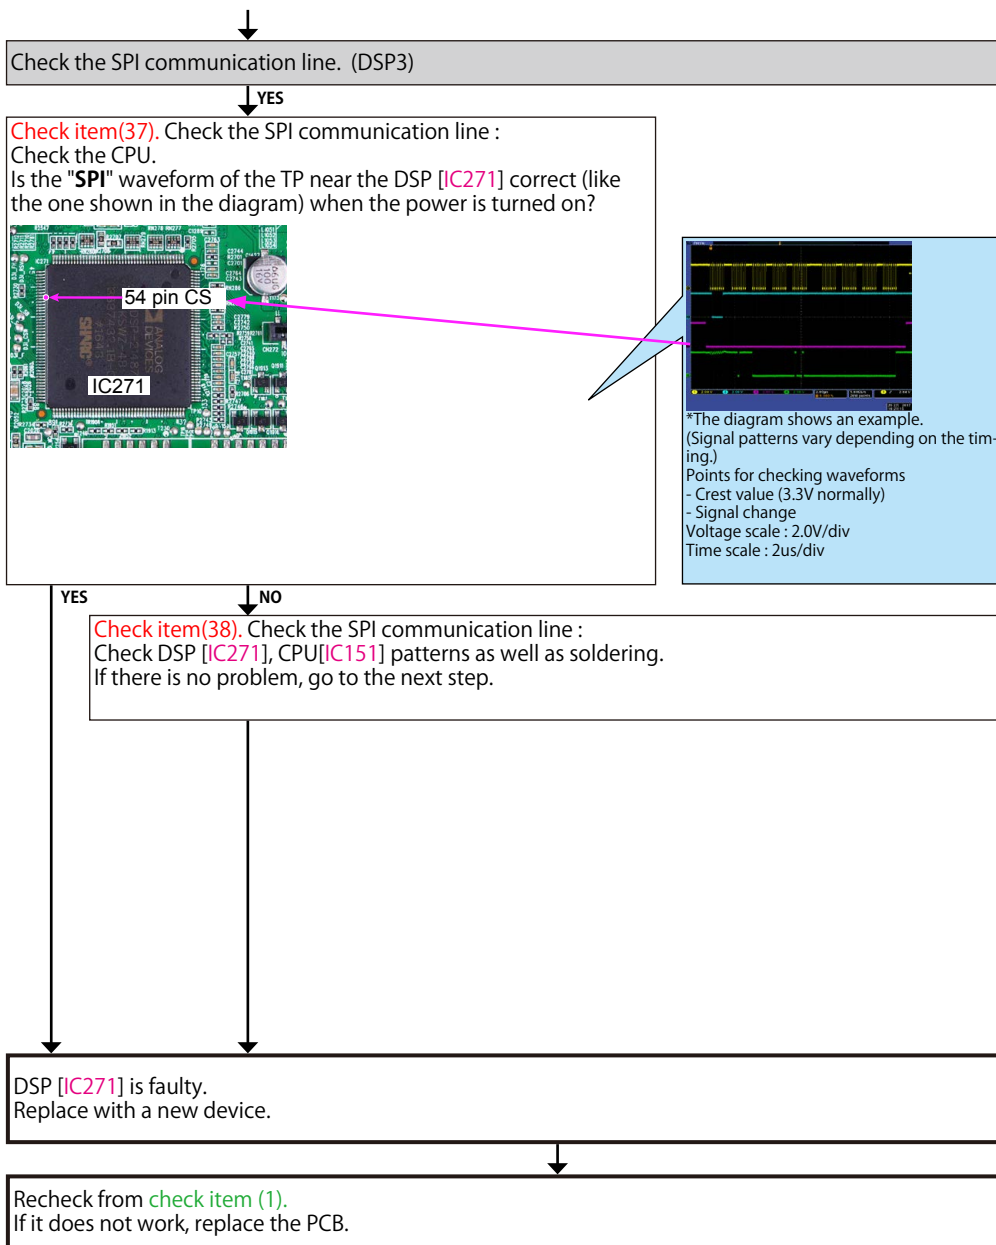 Check the SPI communication line. (DSP3)
YES
Check item(37). Check the SPI communication line :
Check the CPU.
Is the "SPI" waveform of the TP near the DSP [IC271] correct (like
the one shown in the diagram) when the power is turned on?
54 pin CS
IC271
*The diagram shows an example.
(Signal patterns vary depending on the tim-
ing.)
Points for checking waveforms
- Crest value (3.3V normally)
- Signal change
Voltage scale : 2.0V/div
Time scale : 2us/div
YES
NO
Check item(38). Check the SPI communication line :
Check DSP [IC271], CPU[IC151] patterns as well as soldering.
If there is no problem, go to the next step.
DSP [IC271] is faulty.
Replace with a new device.
Recheck from check item (1).
If it does not work, replace the PCB.